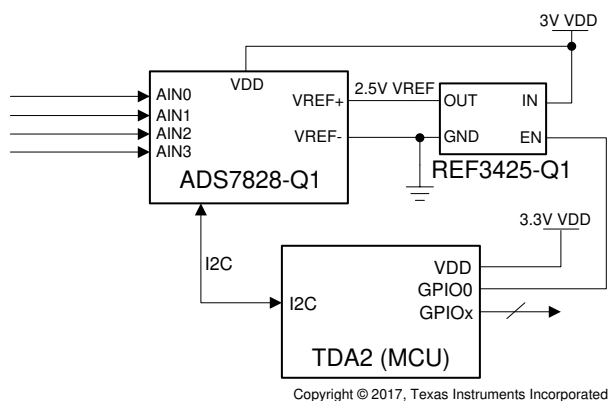 3V VDD
VDD
AIN0
AIN1
AIN2
AIN3
VREF+
VREF-
ADS7828-Q1
2.5V VREF
OUT
IN
GND
EN
REF3425-Q1
3.3V VDD
I2C
I2C
VDD
GPIO0
GPIOx
TDA2 (MCU)
Copyright © 2017, Texas Instruments Incorporated